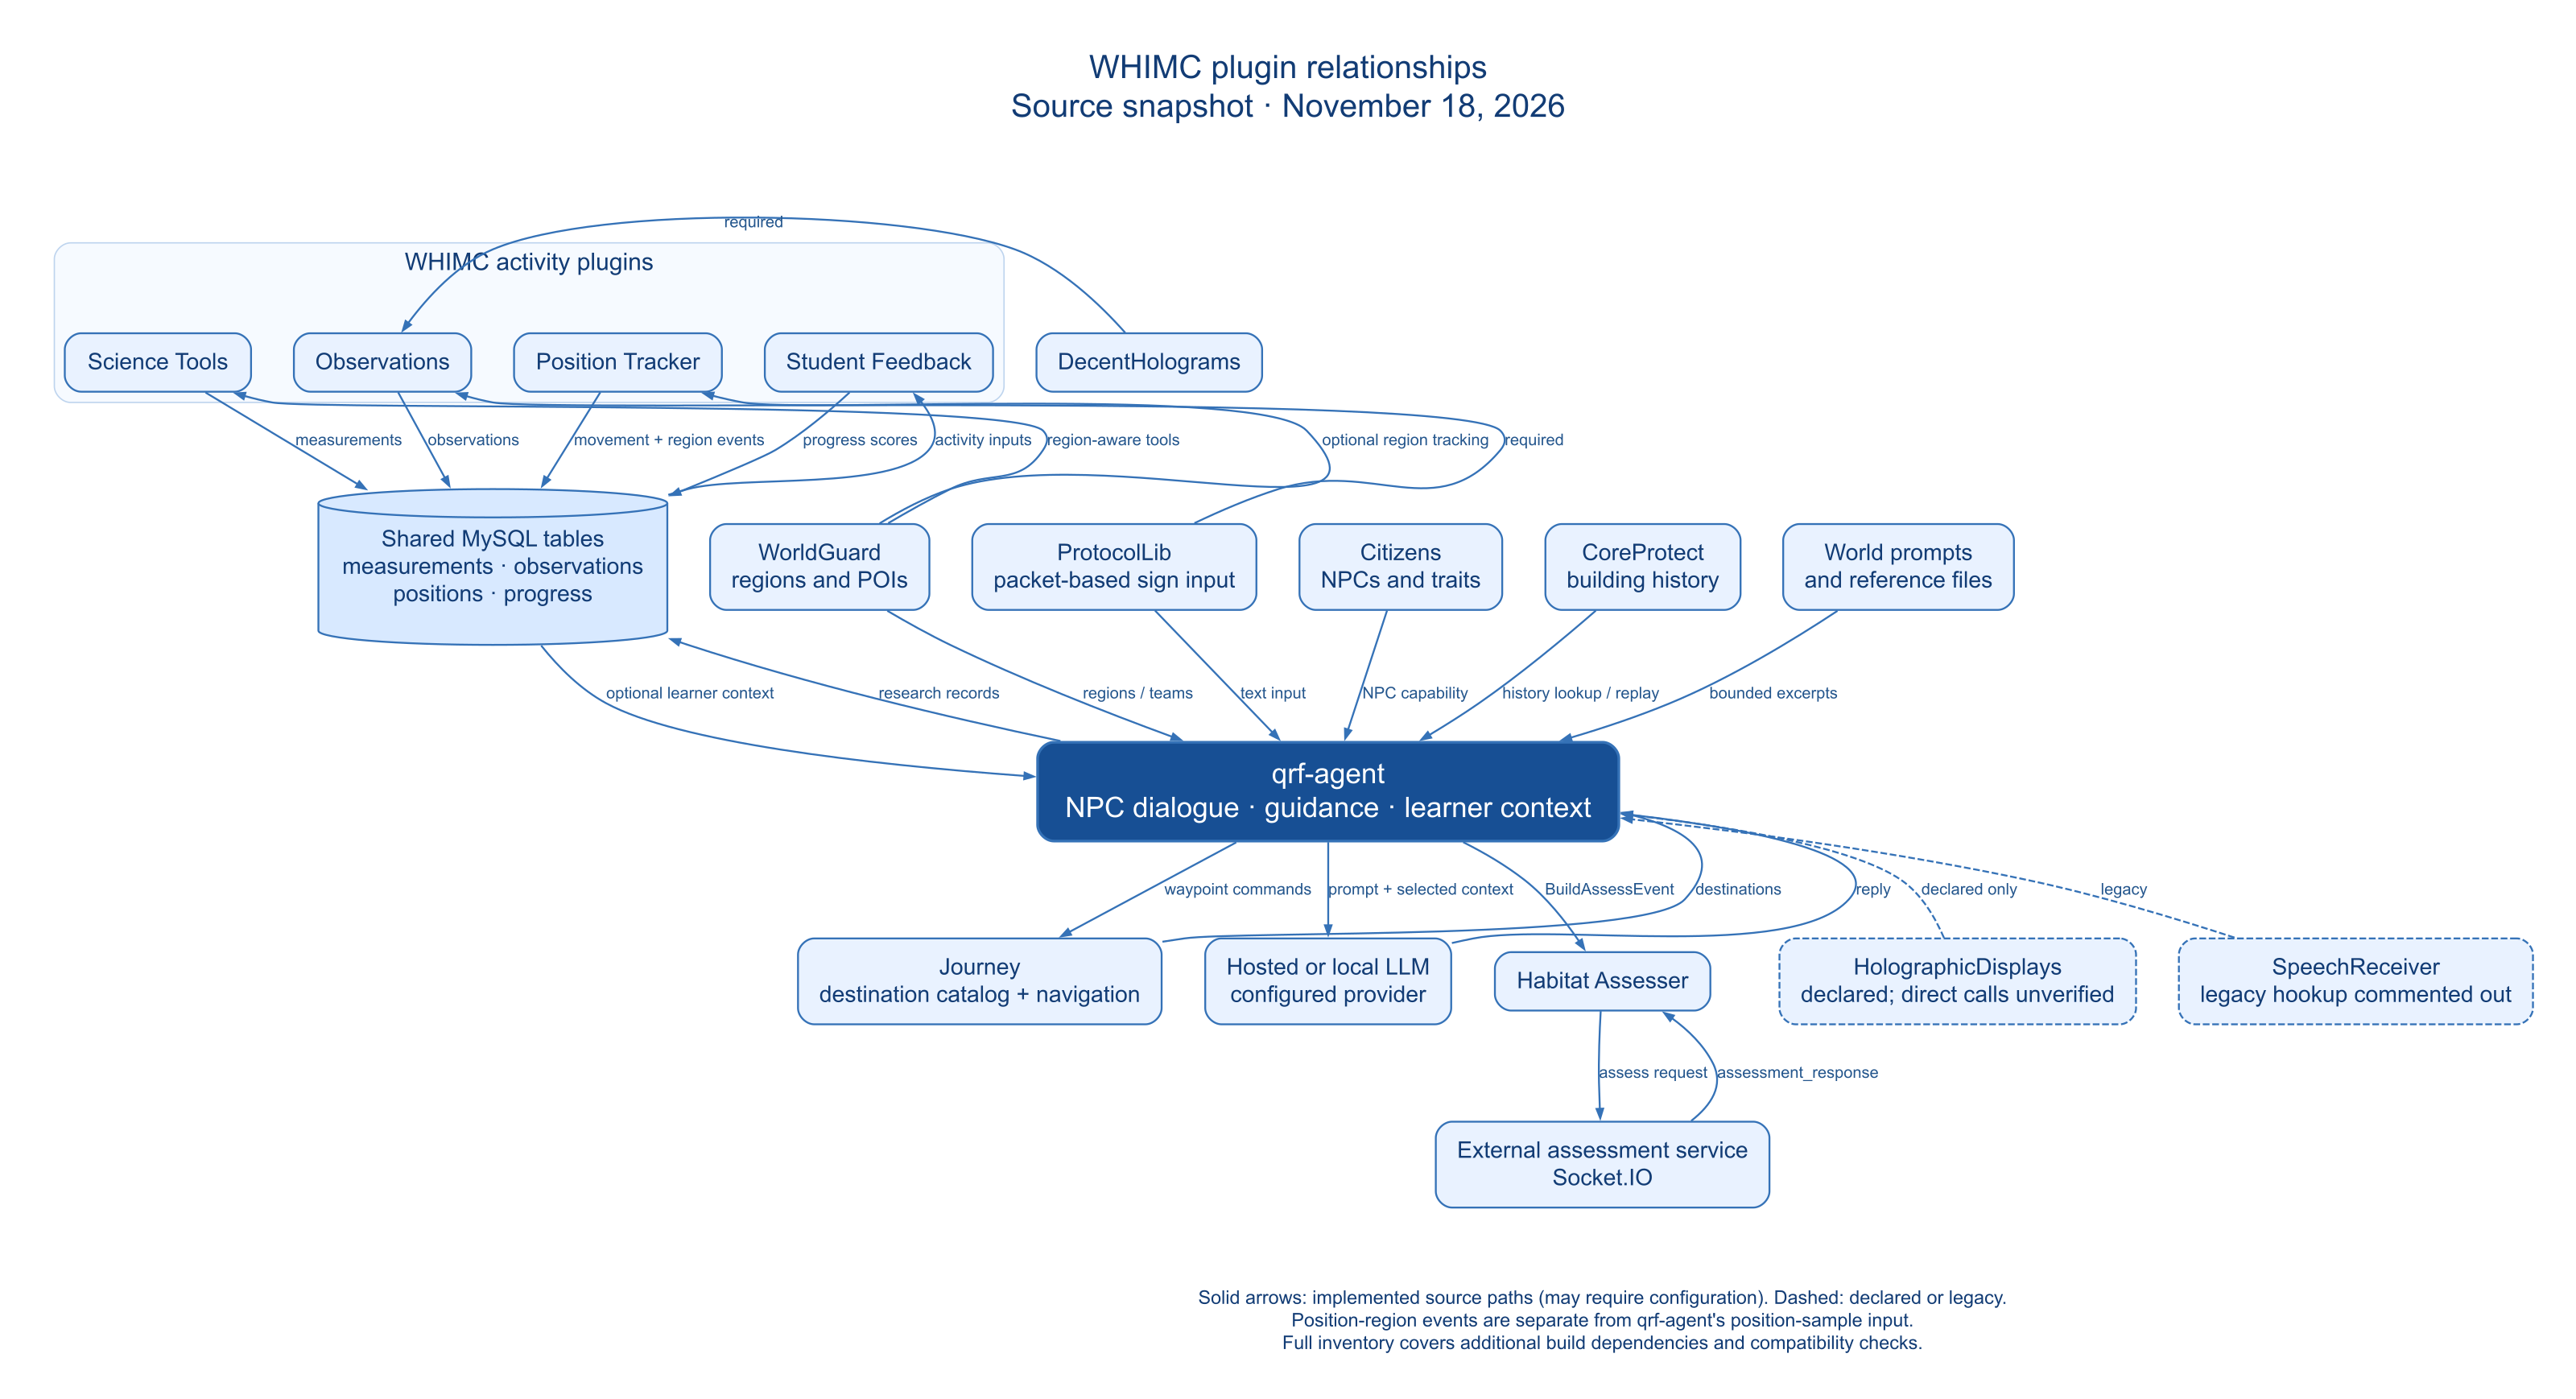 WHIMC plugin relationships
Source snapshot · November 18, 2026
required
WHIMC activity plugins
Science Tools
Observations
Position Tracker
Student Feedback
DecentHolograms
measurements
observations
movement + region events
progress scores
activity inputs
region-aware tools
optional region tracking
required
Shared MySQL tables
measurements · observations
positions · progress
WorldGuard
regions and POIs
ProtocolLib
packet-based sign input
Citizens
NPCs and traits
CoreProtect
building history
World prompts
and reference files
optional learner context
research records
regions / teams
text input
NPC capability
history lookup / replay
bounded excerpts
qrf-agent
NPC dialogue · guidance · learner context
waypoint commands
prompt + selected context
BuildAssessEvent
destinations
reply
declared only
legacy
Journey
destination catalog + navigation
Hosted or local LLM
configured provider
Habitat Assesser
HolographicDisplays
declared; direct calls unverified
SpeechReceiver
legacy hookup commented out
assess request
assessment_response
External assessment service
Socket.IO
Solid arrows: implemented source paths (may require configuration). Dashed: declared or legacy.
Position-region events are separate from qrf-agent's position-sample input.
Full inventory covers additional build dependencies and compatibility checks.